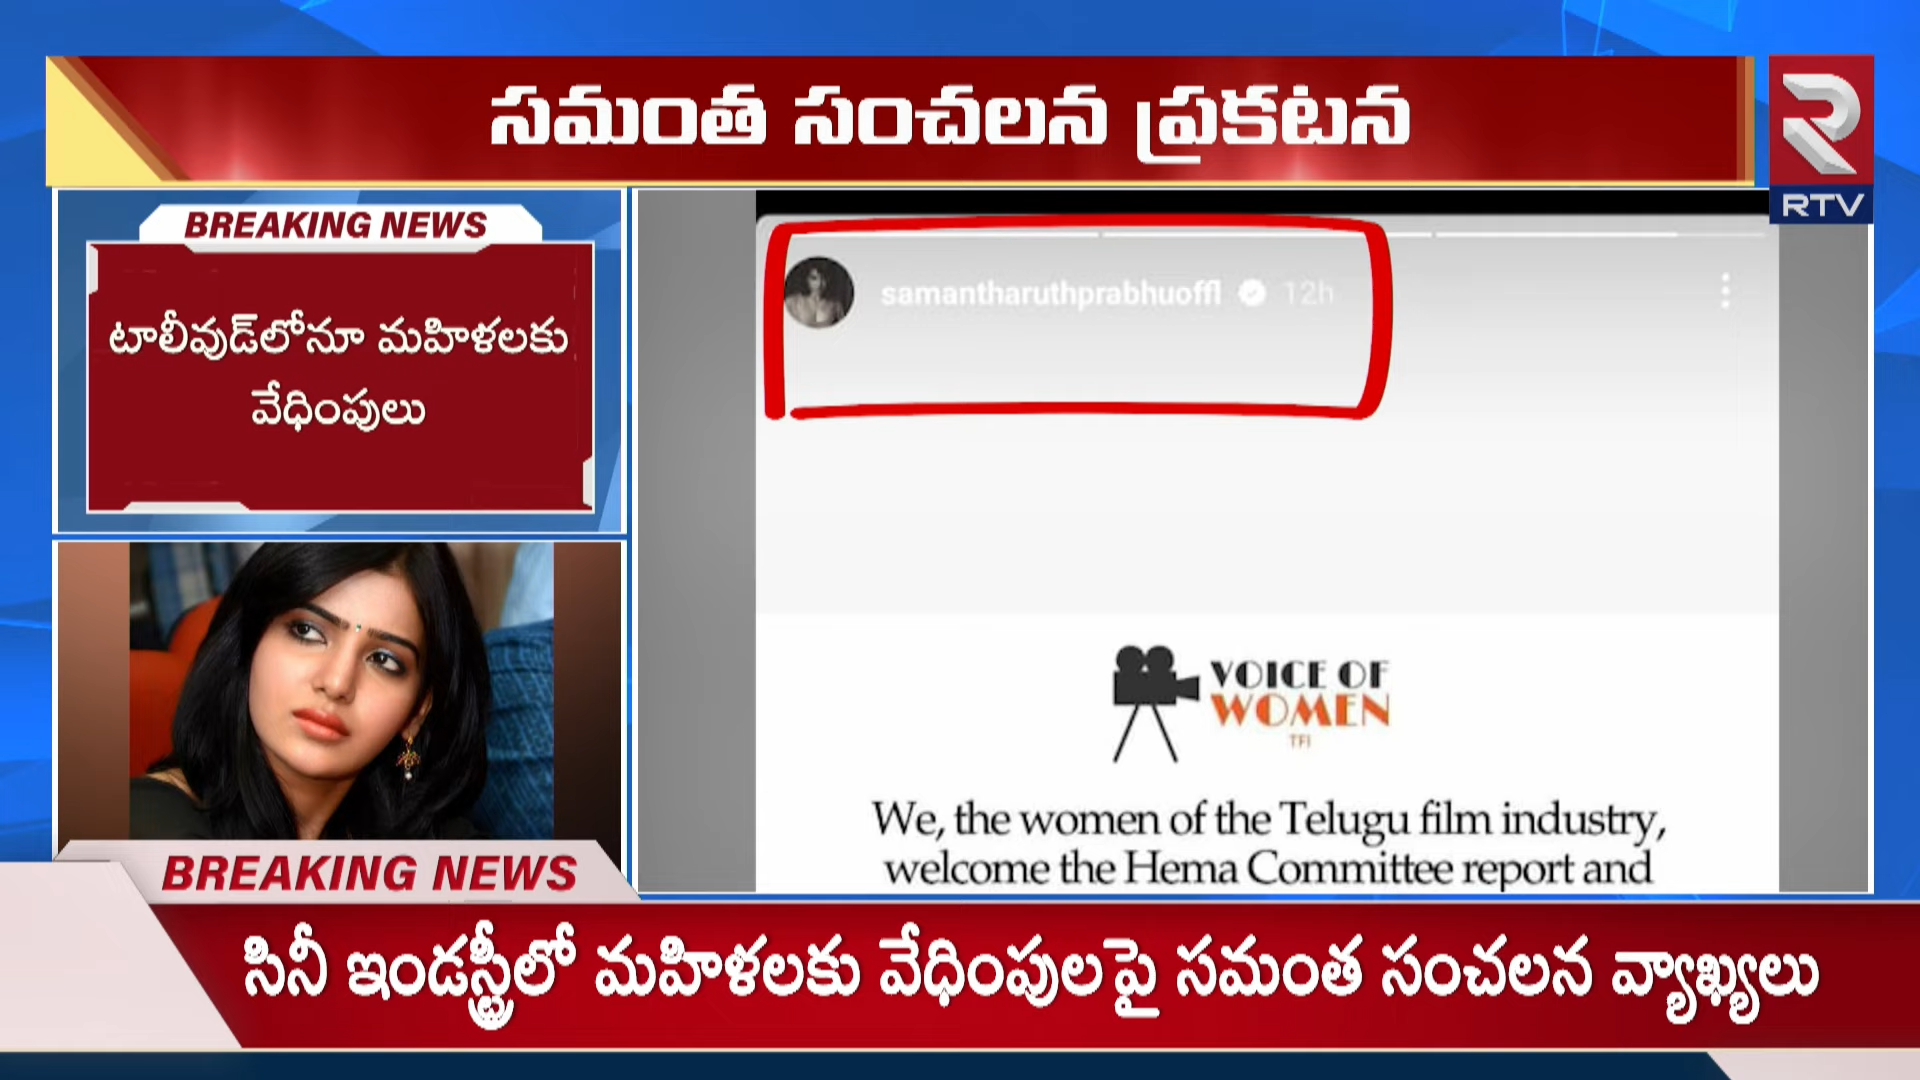 సమంత సంచలన ప్రకటన
RTV
BREAKING NEWS
టాలీవుడ్‌లోనూ మహిళలకు
వేధింపులు
samantharuthprabhuoffl 12h
VOICE OF
WOMEN
TFI
We, the women of the Telugu film industry,
welcome the Hema Committee report and
BREAKING NEWS
సినీ ఇండస్ట్రీలో మహిళలకు వేధింపులపై సమంత సంచలన వ్యాఖ్యలు